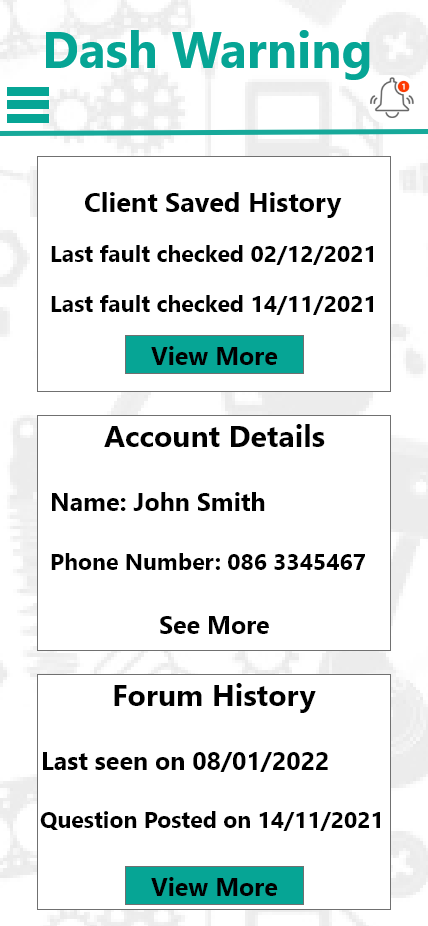 Dash Warning
1
Client Saved History
Last fault checked 02/12/2021
Last fault checked 14/11/2021
View More
Account Details
Name: John Smith
Phone Number: 086 3345467
See More
Forum History
Last seen on 08/01/2022
Question Posted on 14/11/2021
View More